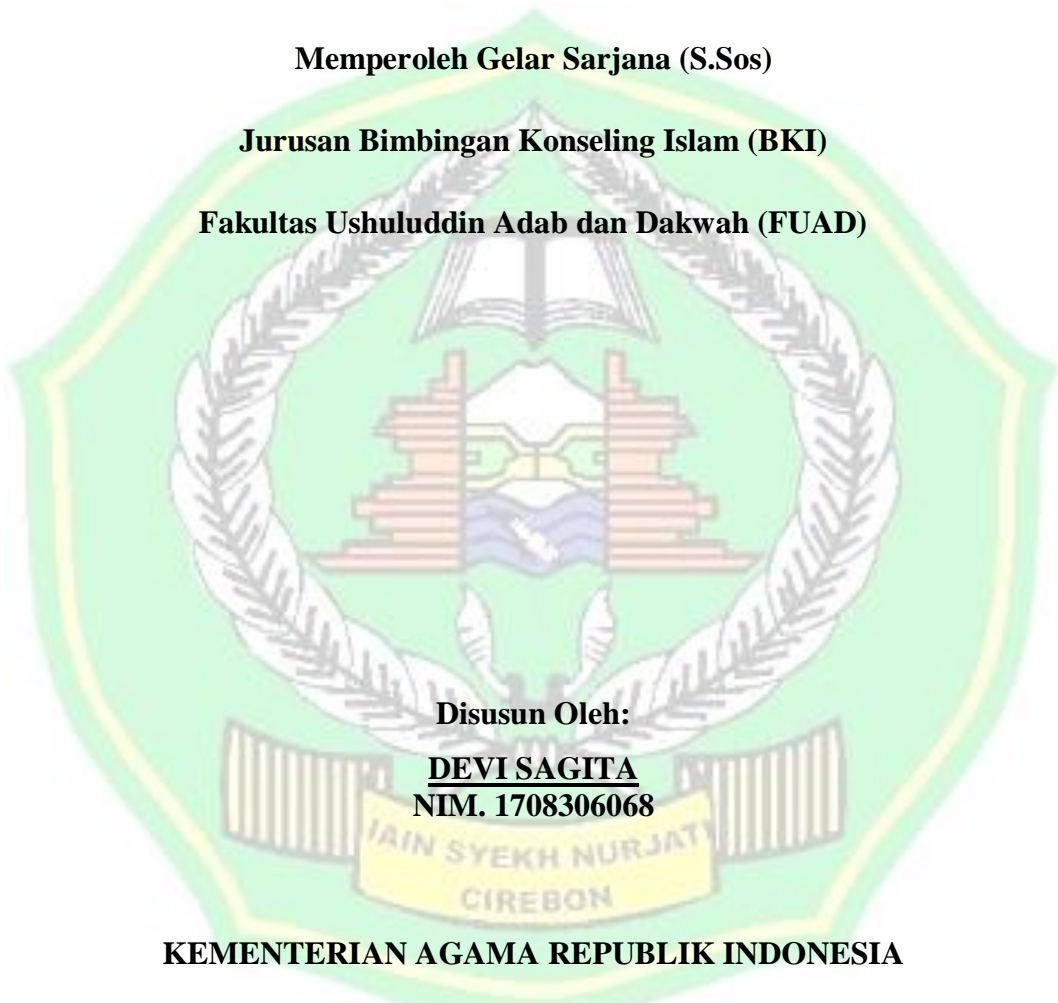 Memperoleh Gelar Sarjana (S.Sos)
Jurusan Bimbingan Konseling Islam (BKI)
Fakultas Ushuluddin Adab dan Dakwah (FUAD)
Disusun Oleh:
DEVI SAGITA
NIM. 1708306068
IAIN SYEKH NURJATI
CIREBON
KEMENTERIAN AGAMA REPUBLIK INDONESIA